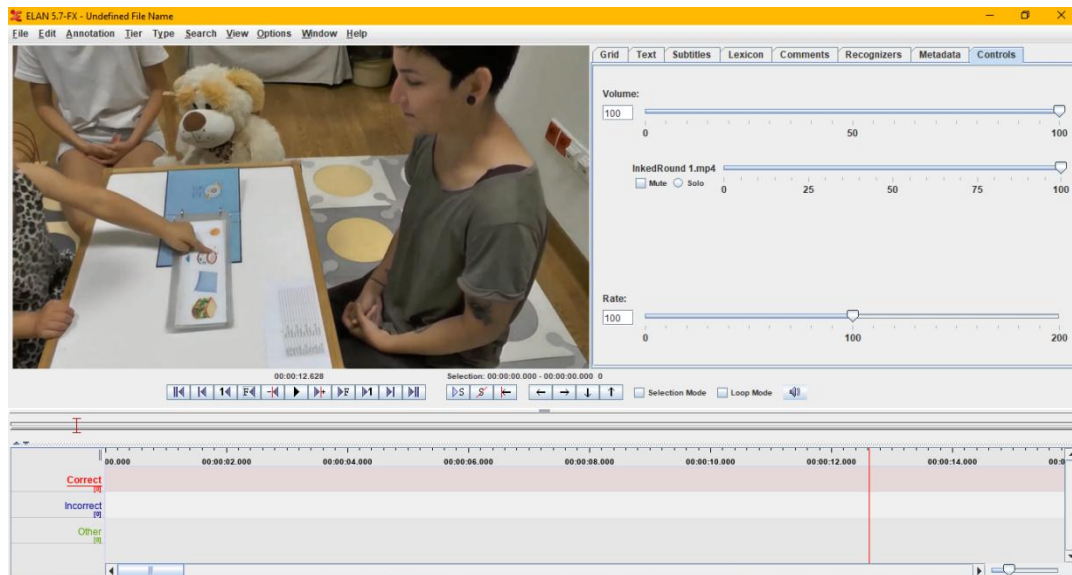 ELAN 5.7-FX - Undefined File Name
File Edit Annotation Tier Type Search View Options Window Help
Grid Text Subtitles Lexicon Comments Recognizers Metadata Controls
Volume:
100
0 50 100
InkedRound 1.mp4
Mute Solo
0 25 50 75 100
Rate:
100
0 100 200
00:00:12.628 Selection: 00:00:00.000 - 00:00:00.000 0
1 F F 1 S S Selection Mode Loop Mode
00.000 00:00:02.000 00:00:04.000 00:00:06.000 00:00:08.000 00:00:10.000 00:00:12.000 00:00:14.000 00:0
Correct
[0]
Incorrect
[0]
Other
[0]